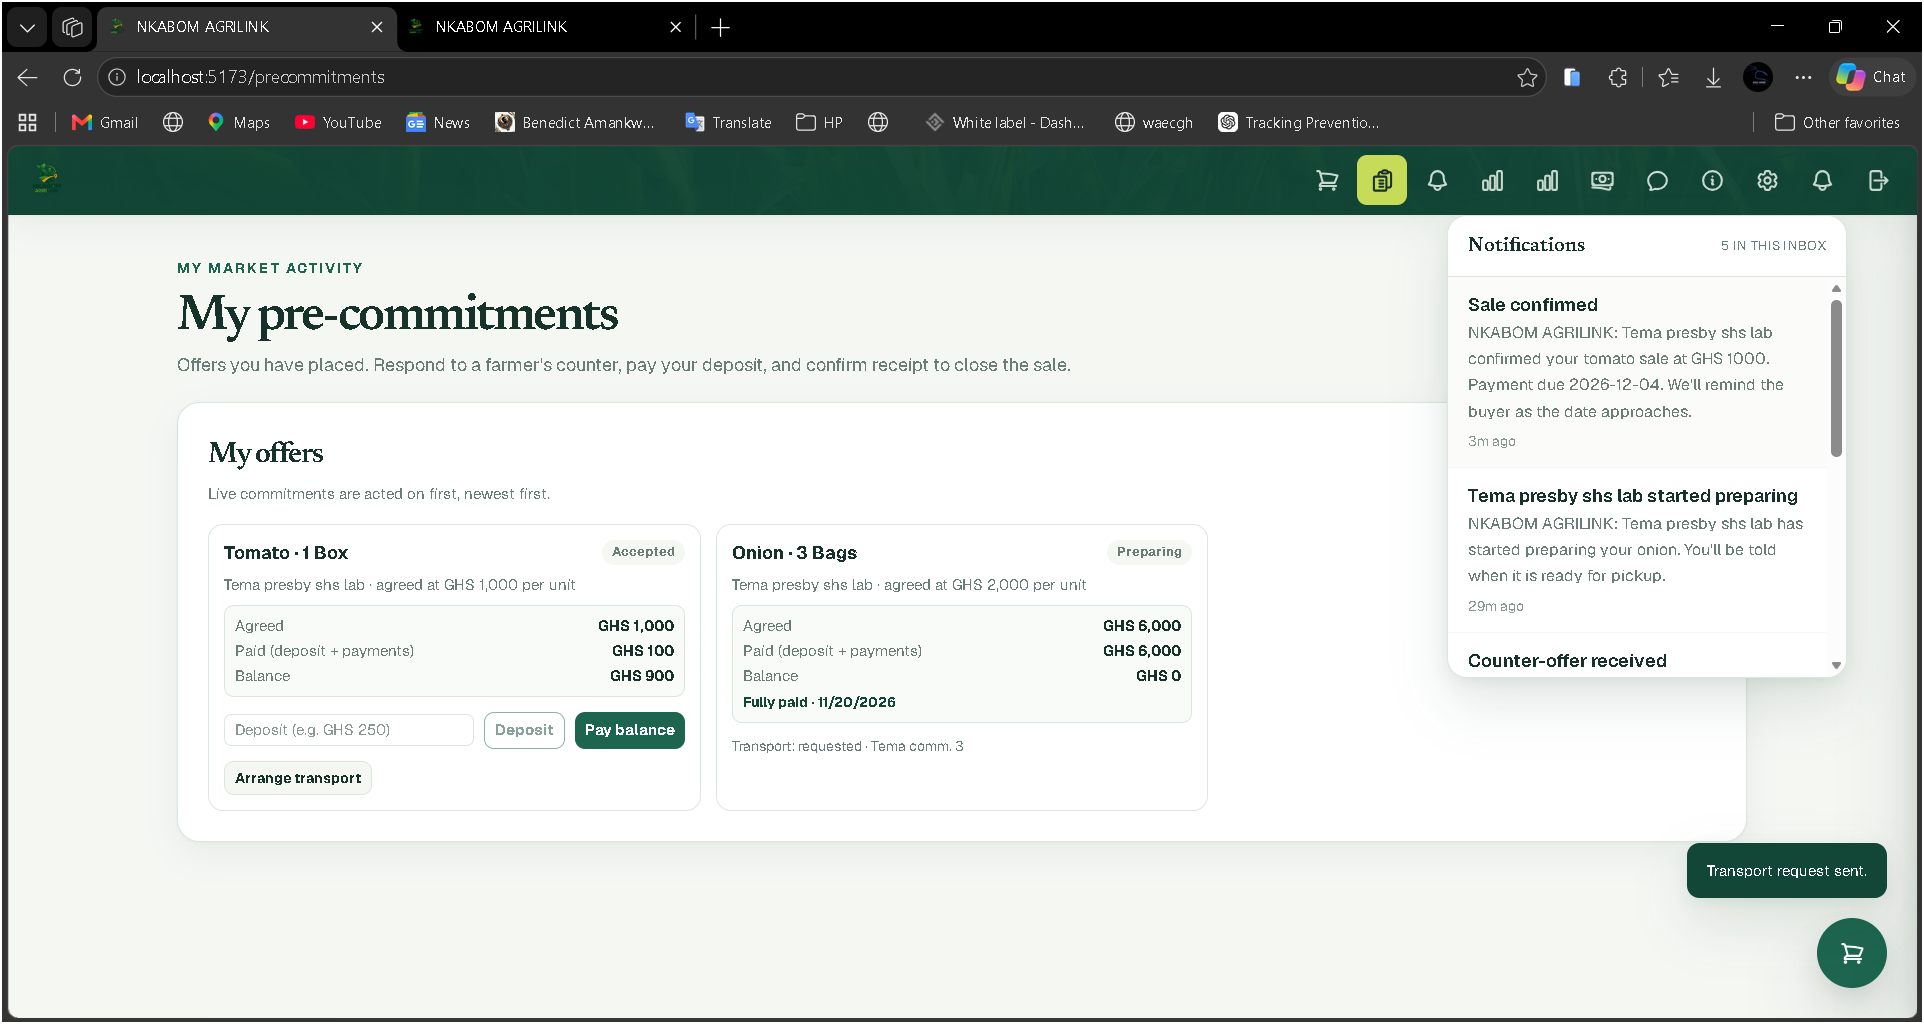 NKABOM AGRILINK
NKABOM AGRILINK
localhost:5173/precommitments
Chat
Gmail
Maps
YouTube
News
Benedict Amankw...
Translate
HP
White label - Dash...
waecgh
Tracking Preventio...
Other favorites
MY MARKET ACTIVITY
My pre-commitments
Offers you have placed. Respond to a farmer's counter, pay your deposit, and confirm receipt to close the sale.
My offers
Live commitments are acted on first, newest first.
Tomato · 1 Box
Accepted
Tema presby shs lab · agreed at GHS 1,000 per unit
Agreed GHS 1,000
Paid (deposit + payments) GHS 100
Balance GHS 900
Deposit (e.g. GHS 250)
Deposit
Pay balance
Arrange transport
Onion · 3 Bags
Preparing
Tema presby shs lab · agreed at GHS 2,000 per unit
Agreed GHS 6,000
Paid (deposit + payments) GHS 6,000
Balance GHS 0
Fully paid · 11/20/2026
Transport: requested · Tema comm. 3
Notifications
5 IN THIS INBOX
Sale confirmed
NKABOM AGRILINK: Tema presby shs lab
confirmed your tomato sale at GHS 1000.
Payment due 2026-12-04. We'll remind the
buyer as the date approaches.
3m ago
Tema presby shs lab started preparing
NKABOM AGRILINK: Tema presby shs lab has
started preparing your onion. You'll be told
when it is ready for pickup.
29m ago
Counter-offer received
Transport request sent.